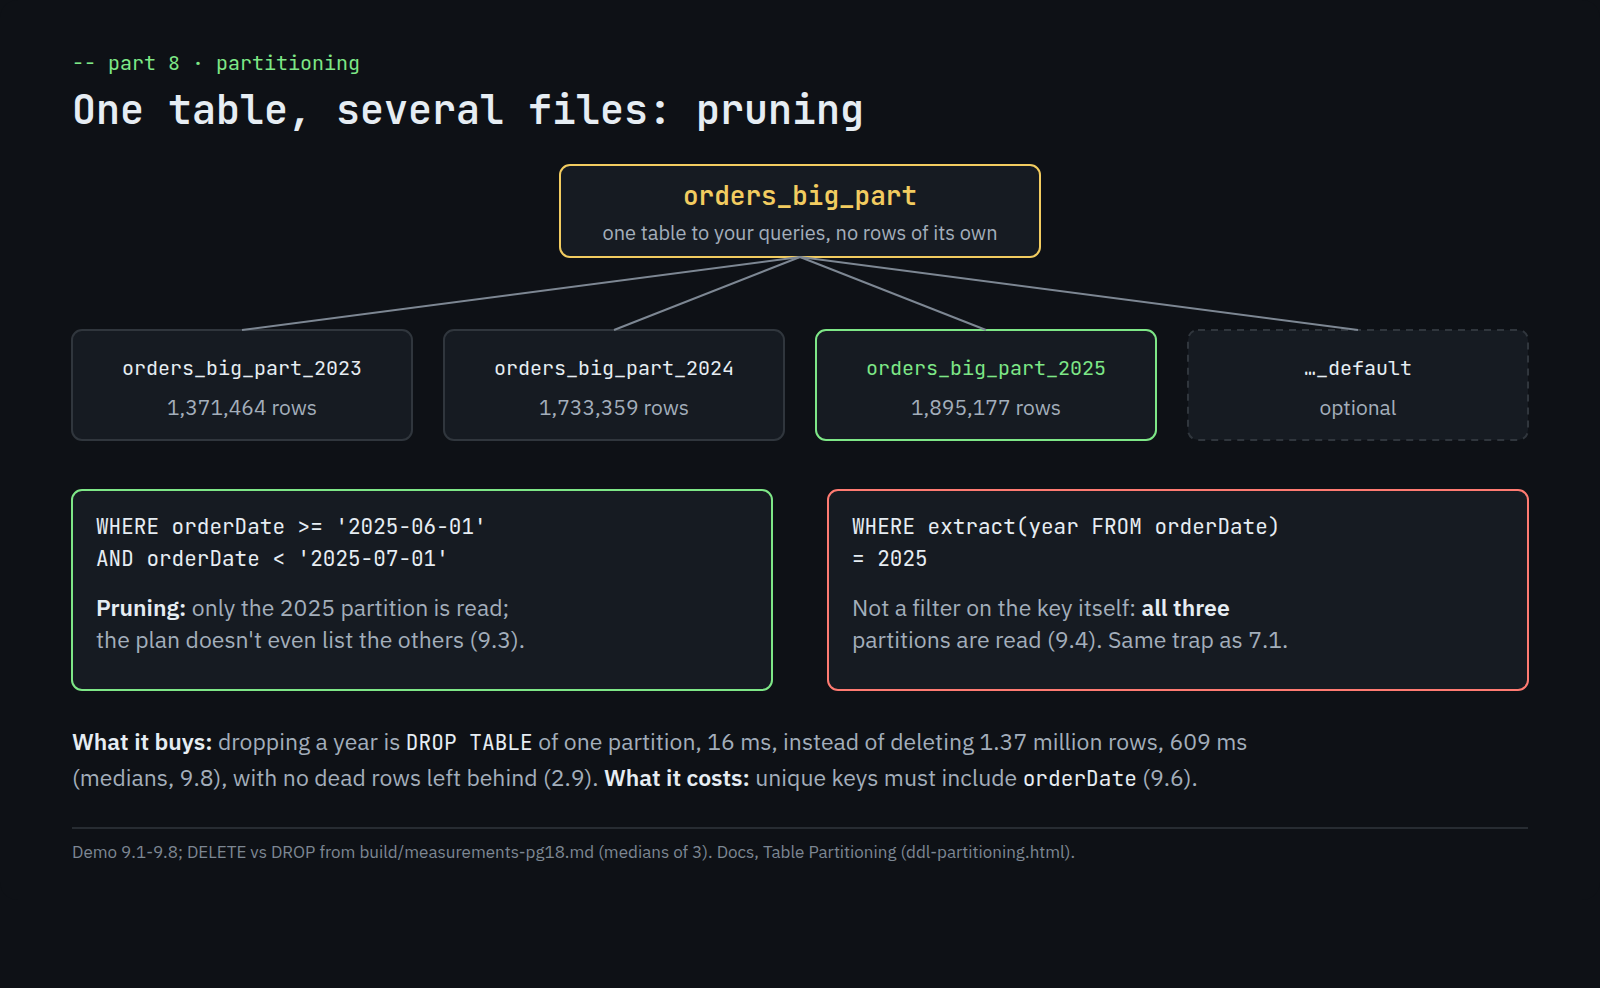 -- part 8 · partitioning
One table, several files: pruning
orders_big_part
one table to your queries, no rows of its own
orders_big_part_2023
1,371,464 rows
orders_big_part_2024
1,733,359 rows
orders_big_part_2025
1,895,177 rows
…_default
optional
WHERE orderDate >= '2025-06-01'
AND orderDate < '2025-07-01'
Pruning: only the 2025 partition is read;
the plan doesn't even list the others (9.3).
WHERE extract(year FROM orderDate)
= 2025
Not a filter on the key itself: all three
partitions are read (9.4). Same trap as 7.1.
What it buys: dropping a year is DROP TABLE of one partition, 16 ms, instead of deleting 1.37 million rows, 609 ms
(medians, 9.8), with no dead rows left behind (2.9). What it costs: unique keys must include orderDate (9.6).
Demo 9.1-9.8; DELETE vs DROP from build/measurements-pg18.md (medians of 3). Docs, Table Partitioning (ddl-partitioning.html).